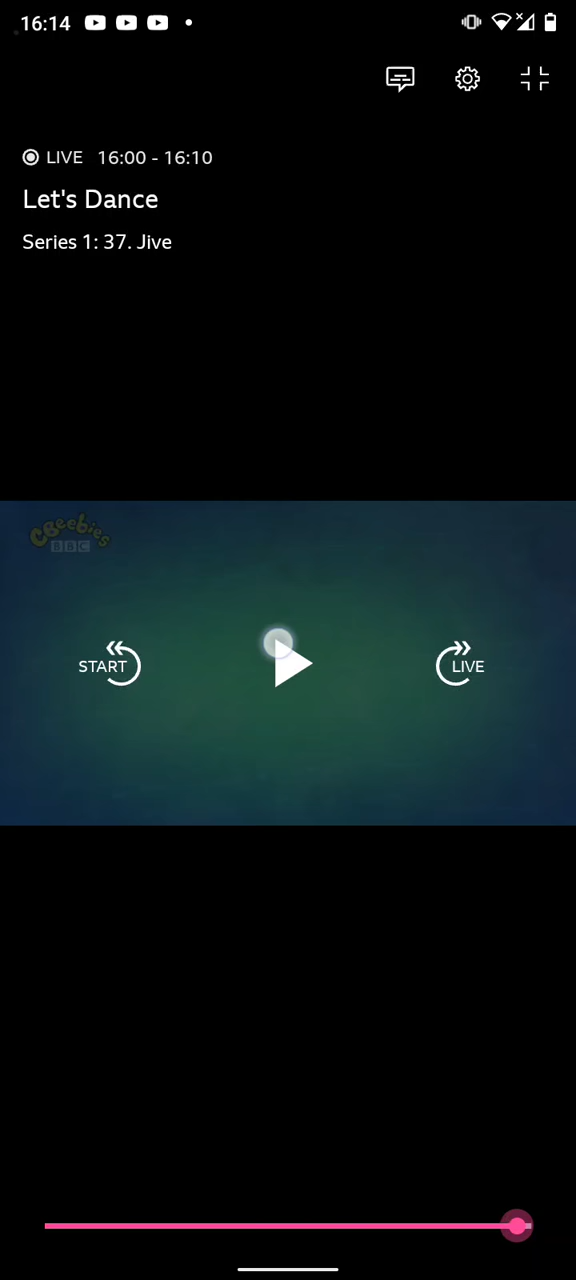 16:14
LIVE 16:00 - 16:10
Let's Dance
Series 1: 37. Jive
CBeebies
BBC
START
LIVE